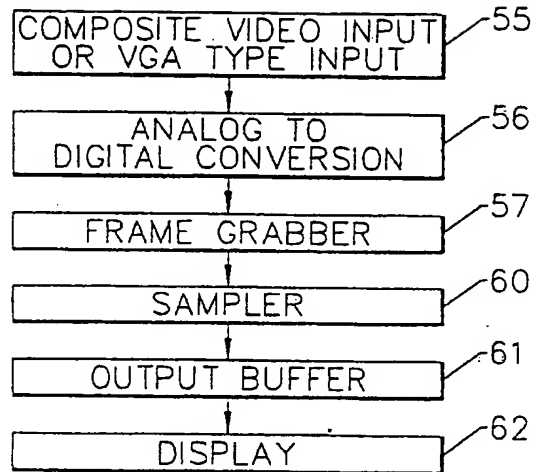 COMPOSITE VIDEO INPUT 55
OR VGA TYPE INPUT
ANALOG TO 56
DIGITAL CONVERSION
FRAME GRABBER 57
SAMPLER 60
OUTPUT BUFFER 61
DISPLAY 62